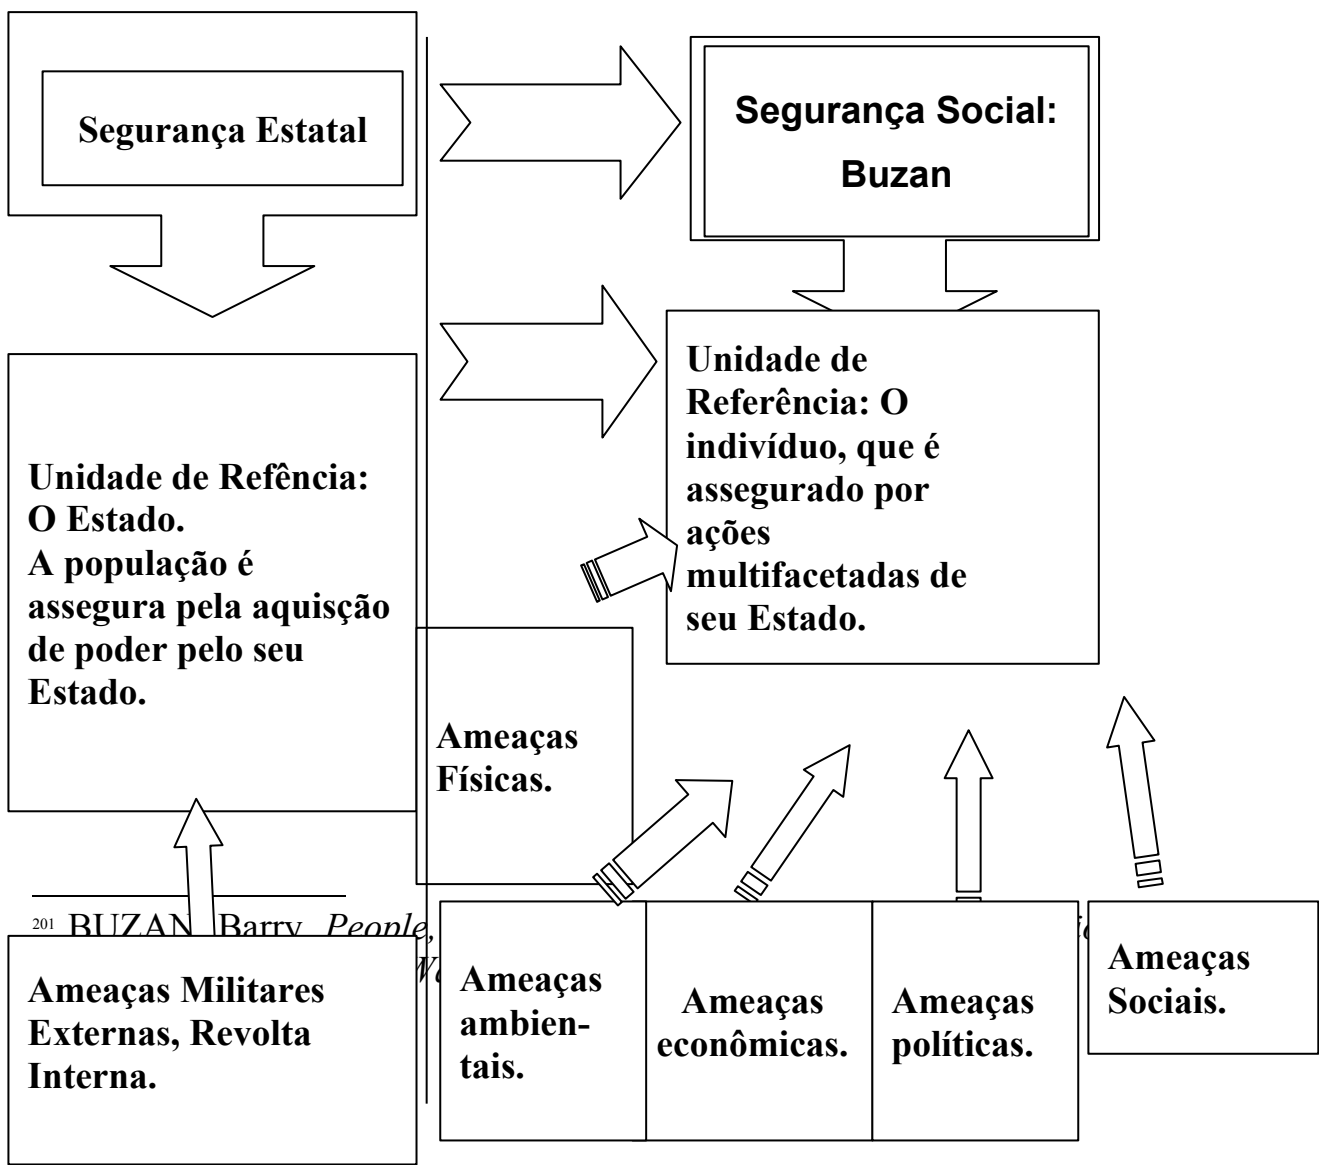 Segurança Estatal
Segurança Social:
Buzan
Unidade de Refência:
O Estado.
A população é
assegura pela aquisção
de poder pelo seu
Estado.
Unidade de
Referência: O
indivíduo, que é
assegurado por
ações
multifacetadas de
seu Estado.
Ameaças
Físicas.
201 BUZAN Barry People,
Ameaças Militares
Externas, Revolta
Interna.
Ameaças
ambien-
tais.
Ameaças
econômicas.
Ameaças
políticas.
Ameaças
Sociais.